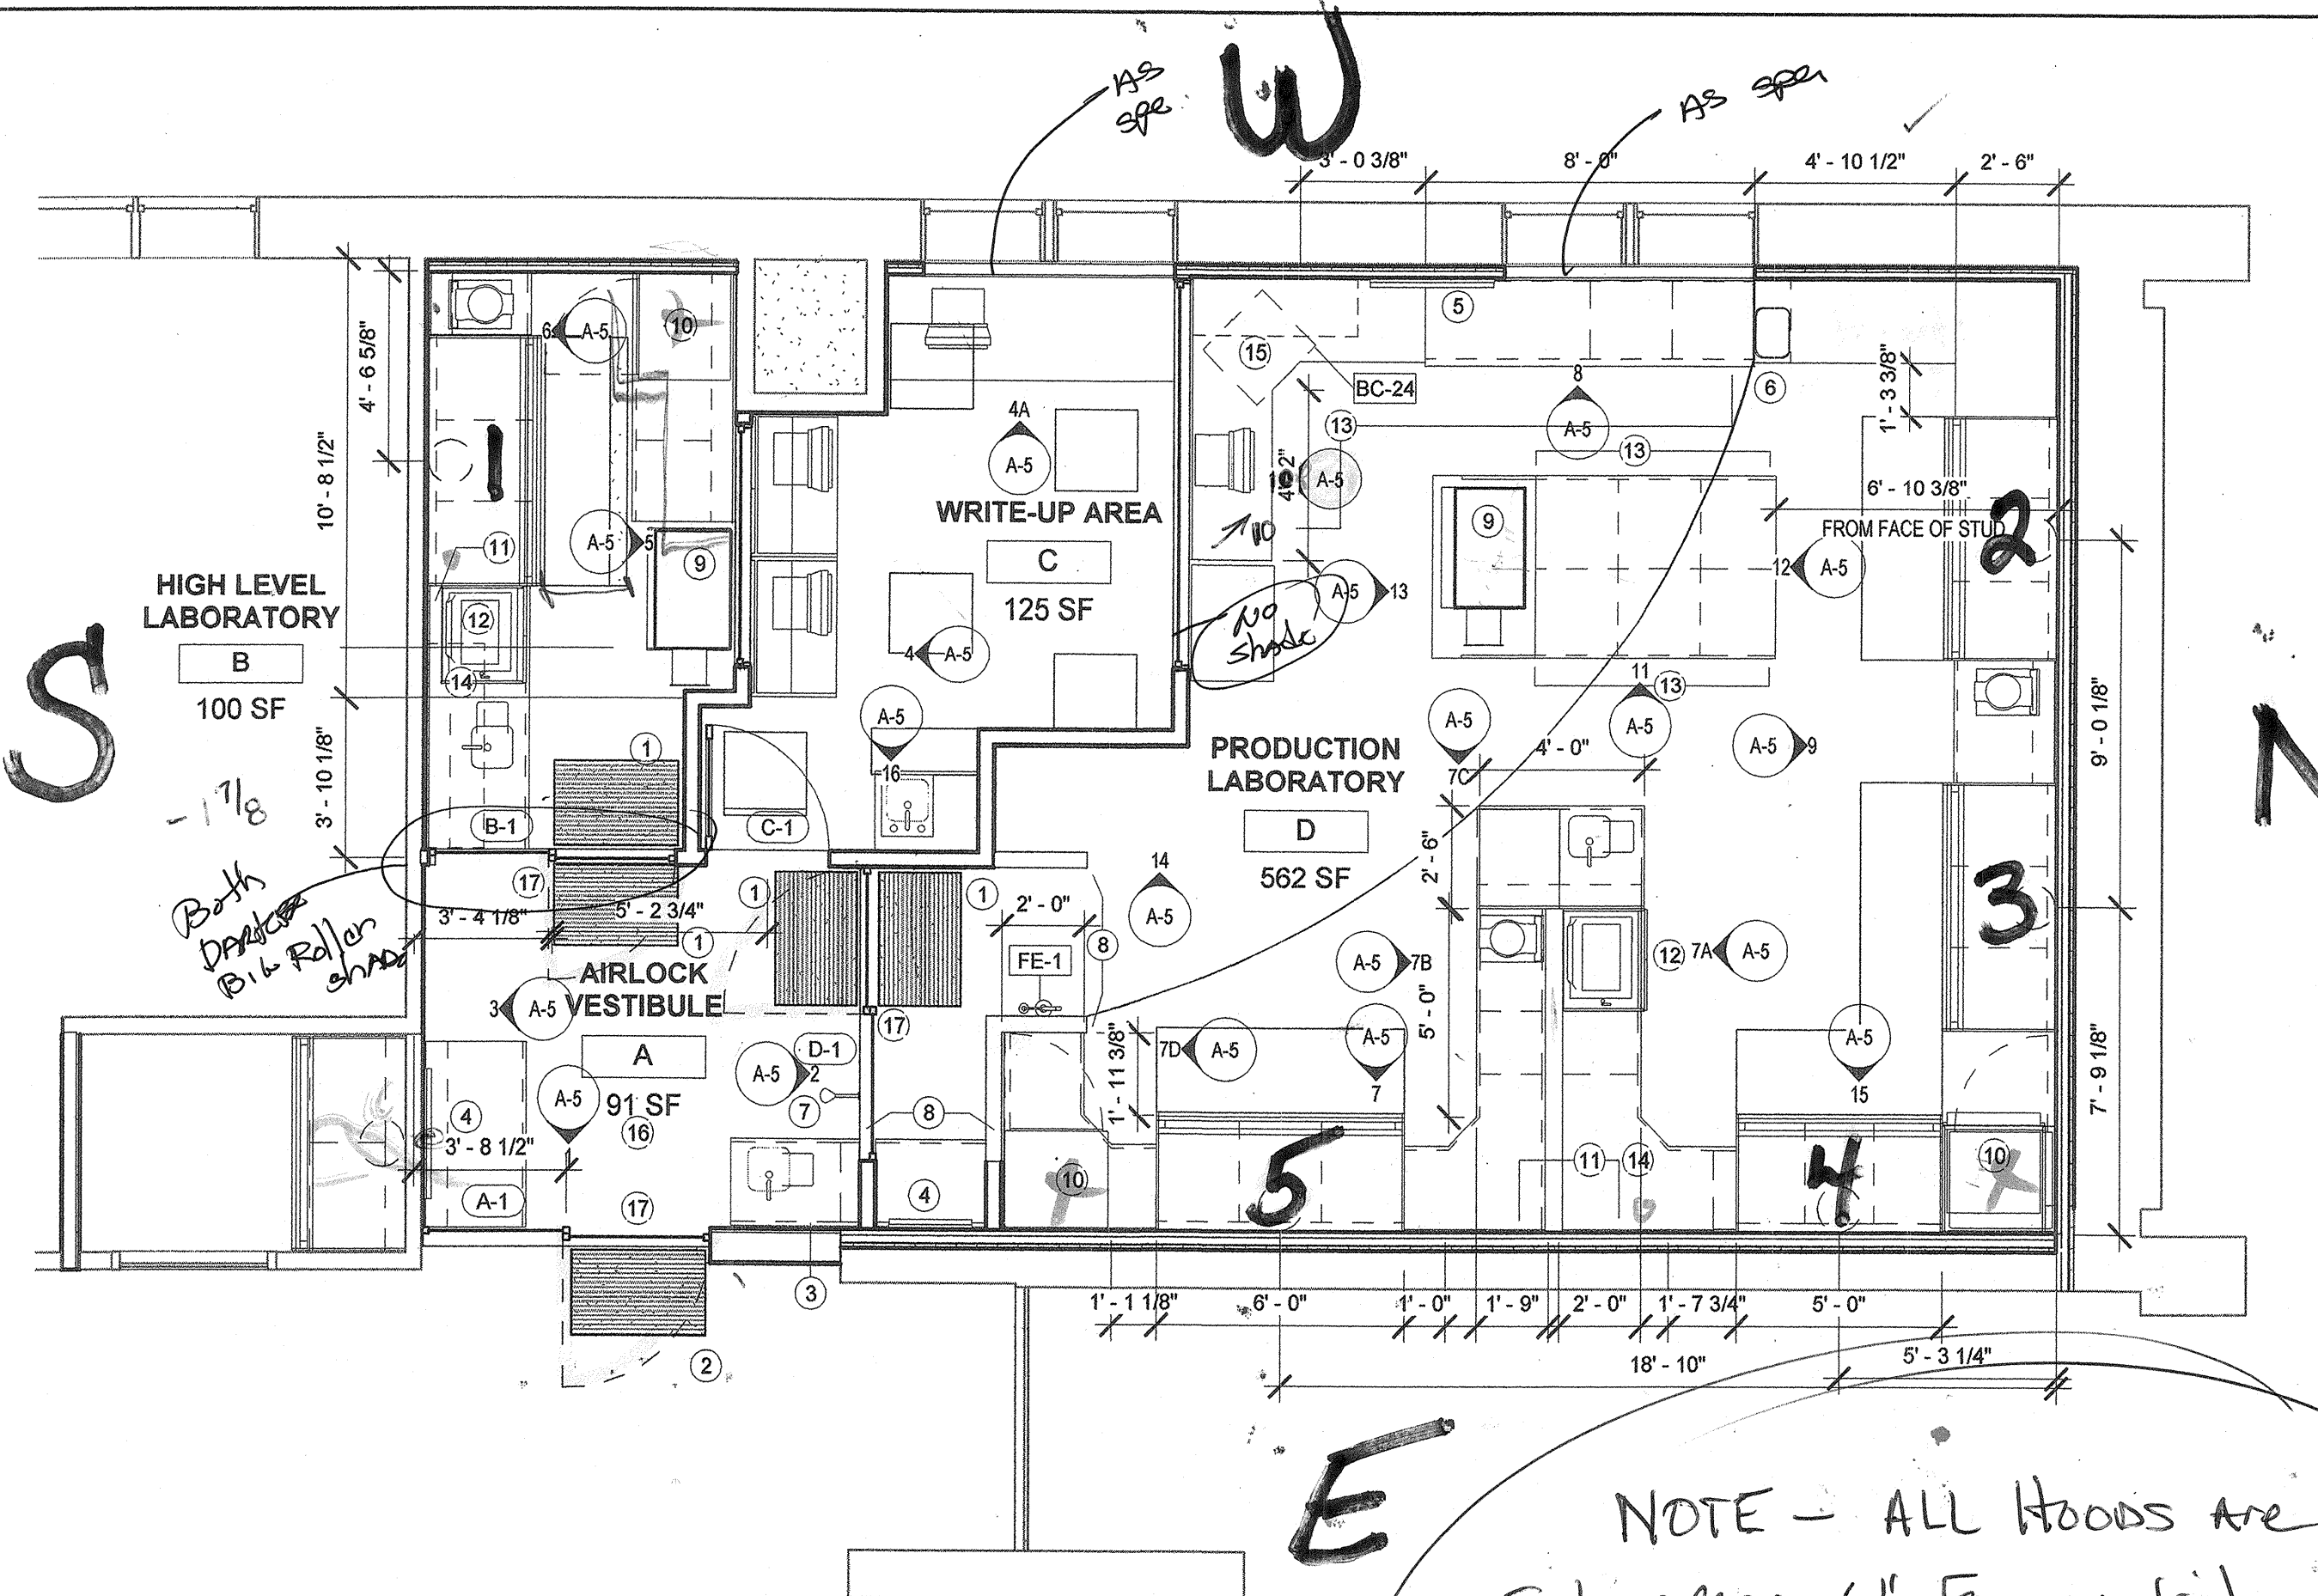 W
As
spe
As spe
3' - 0 3/8"
8' - 0"
4' - 10 1/2"
2' - 6"
4' - 6 5/8"
10' - 8 1/2"
3' - 10 1/8"
6
A-5
10
5
15
BC-24
6
8
A-5
1' - 3 3/8"
13
13
4A
A-5
A-5
10
1
9
6' - 10 3/8"
FROM FACE OF STUD
2
WRITE-UP AREA
C
125 SF
A-5
5
11
9
12
A-5
A-5
13
NO
shade
HIGH LEVEL
LABORATORY
B
100 SF
12
14
4
A-5
11
13
A-5
A-5
16
A-5
7C
4' - 0"
A-5
9
9' - 0 1/8"
S
N
PRODUCTION
LABORATORY
D
562 SF
- 1 7/8
1
B-1
C-1
2' - 6"
14
A-5
Both
DARK
B/W Roller
shade
17
3' - 4 1/8"
5' - 2 3/4"
1
1
1
2' - 0"
8
FE-1
3
A-5
7B
12
7A
A-5
AIRLOCK
VESTIBULE
A
91 SF
16
3
A-5
17
D-1
A-5
2
7
8
5' - 0"
7D
A-5
A-5
7
A-5
15
1' - 11 3/8"
7' - 9 1/8"
4
A-5
3' - 8 1/2"
A-1
17
4
10
5
11
14
4
10
3
2
1' - 1 1/8"
6' - 0"
1' - 0"
1' - 9"
2' - 0"
1' - 7 3/4"
5' - 0"
18' - 10"
5' - 3 1/4"
E
NOTE - ALL HOODS Are